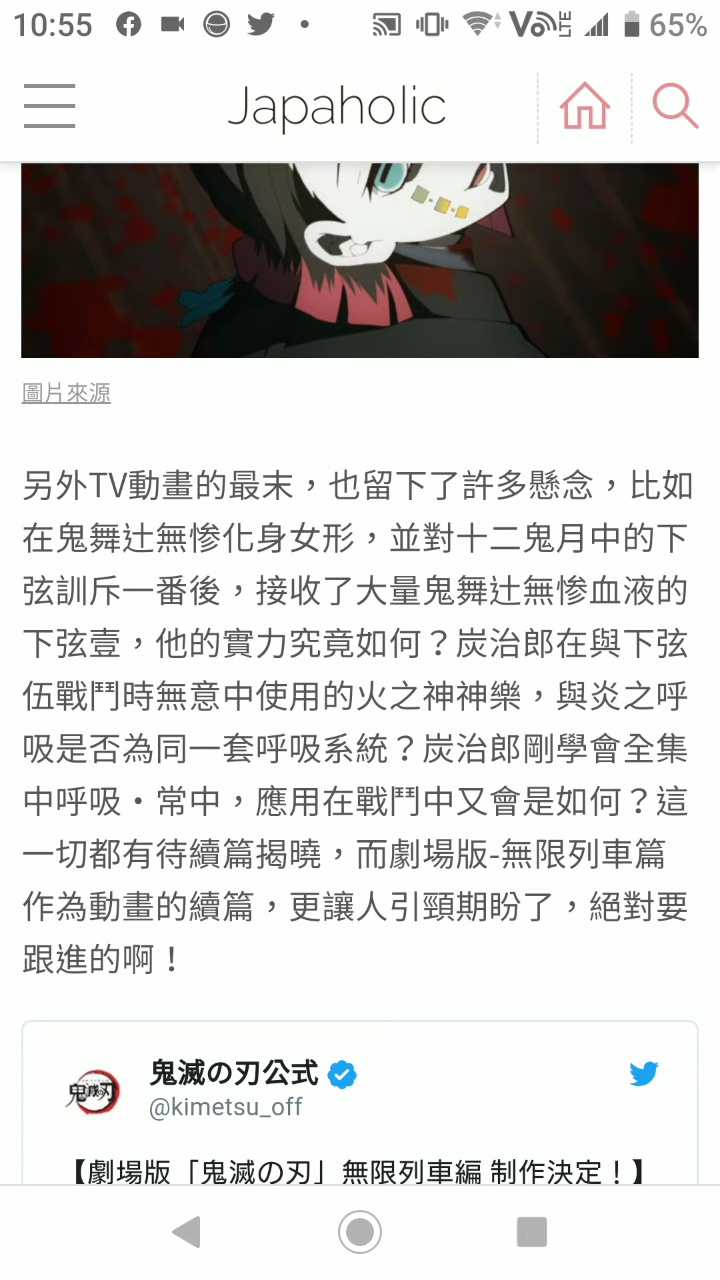 10:55
VoLTE
65%
Japaholic
圖片來源
另外TV動畫的最末，也留下了許多懸念，比如
在鬼舞辻無慘化身女形，並對十二鬼月中的下
弦訓斥一番後，接收了大量鬼舞辻無慘血液的
下弦壹，他的實力究竟如何？炭治郎在與下弦
伍戰鬥時無意中使用的火之神神樂，與炎之呼
吸是否為同一套呼吸系統？炭治郎剛學會全集
中呼吸・常中，應用在戰鬥中又會是如何？這
一切都有待續篇揭曉，而劇場版-無限列車篇
作為動畫的續篇，更讓人引頸期盼了，絕對要
跟進的啊！
鬼滅の刃
鬼滅の刃公式
@kimetsu_off
【劇場版「鬼滅の刃」無限列車編 制作決定！】